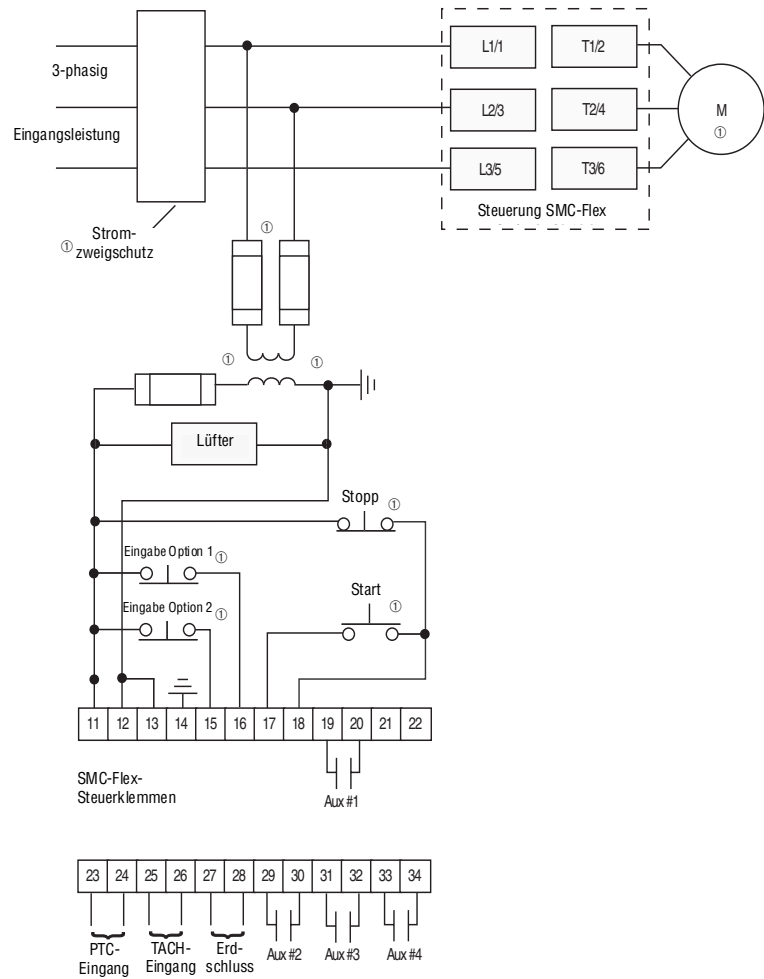 3-phasig
Eingangsleistung
L1/1 T1/2
L2/3 T2/4
L3/5 T3/6
M
①
Steuerung SMC-Flex
① Strom-
zweigschutz
①
① ①
Lüfter
Stopp ①
Eingabe Option 1 ①
Start ①
Eingabe Option 2 ①
11 12 13 14 15 16 17 18 19 20 21 22
SMC-Flex-
Steuerklemmen
Aux #1
23 24 25 26 27 28 29 30 31 32 33 34
PTC-
Eingang
TACH-
Eingang
Erd-
schluss
Aux #2 Aux #3 Aux #4